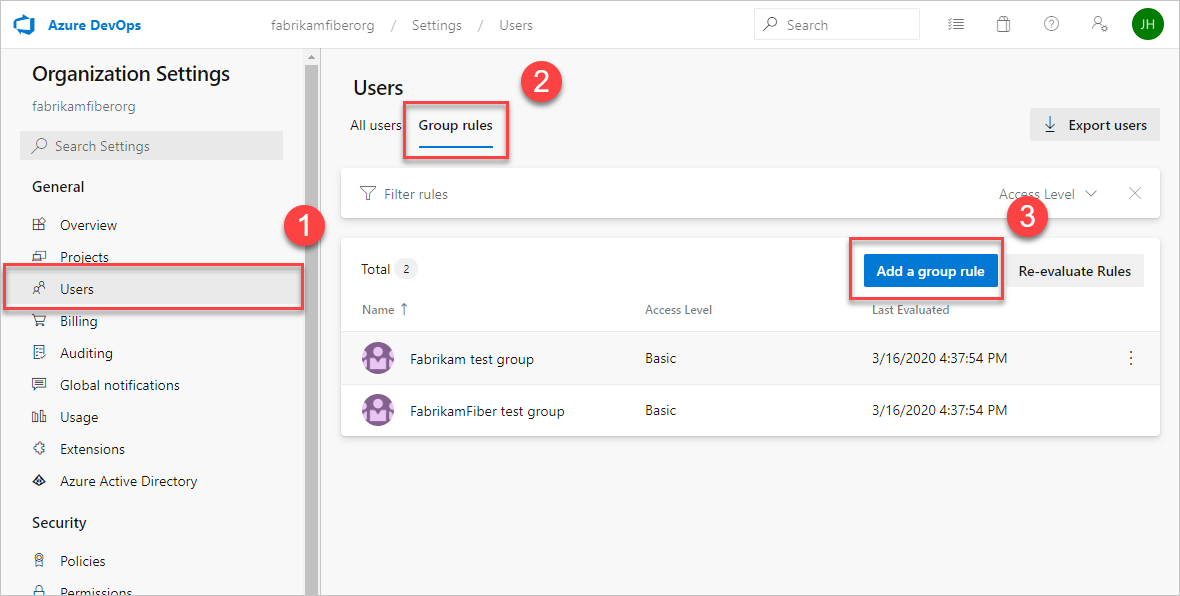 Azure DevOps
fabrikamfiberorg / Settings / Users
Search
JH
Organization Settings
fabrikamfiberorg
Search Settings
General
Overview
Projects
1
Users
Billing
Auditing
Global notifications
Usage
Extensions
Azure Active Directory
Security
Policies
Permissions
Users
2
All users Group rules
Export users
Filter rules
Access Level
3
Total 2
Add a group rule
Re-evaluate Rules
Name Access Level Last Evaluated
Fabrikam test group Basic 3/16/2020 4:37:54 PM
FabrikamFiber test group Basic 3/16/2020 4:37:54 PM